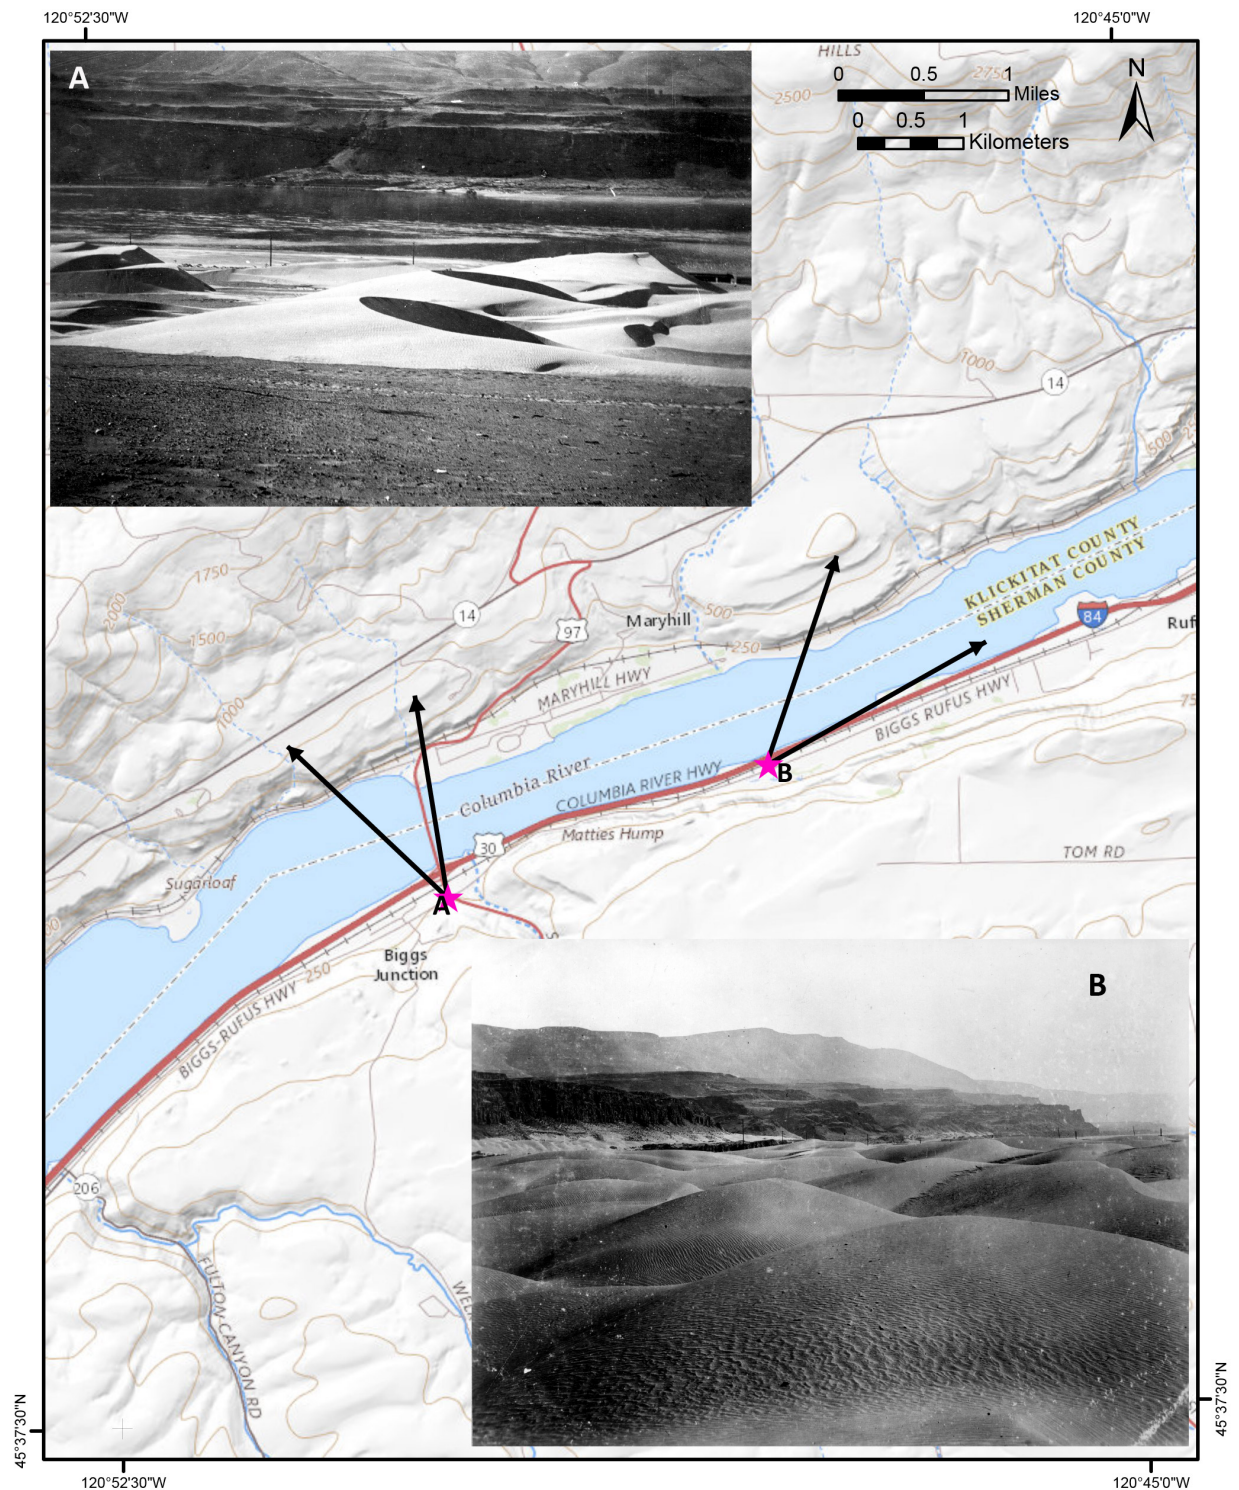 120°52'30"W
120°45'0"W
A
HILLS
0 0.5 1
Miles
0 0.5 1
Kilometers
N
2750
2500
1000
14
500
KLICKITAT COUNTY
SHERMAN COUNTY
84
1750
2000
1500
1000
14
97
Maryhill
500
250
MARYHILL HWY
BIGGS RUFUS HWY
Columbia River
COLUMBIA RIVER HWY
B
30
Matties Hump
TOM RD
Sugarloaf
A
Biggs
Junction
250
BIGGS-RUFUS HWY
B
206
FULTON CANYON RD
45°37'30"N
45°37'30"N
120°52'30"W
120°45'0"W